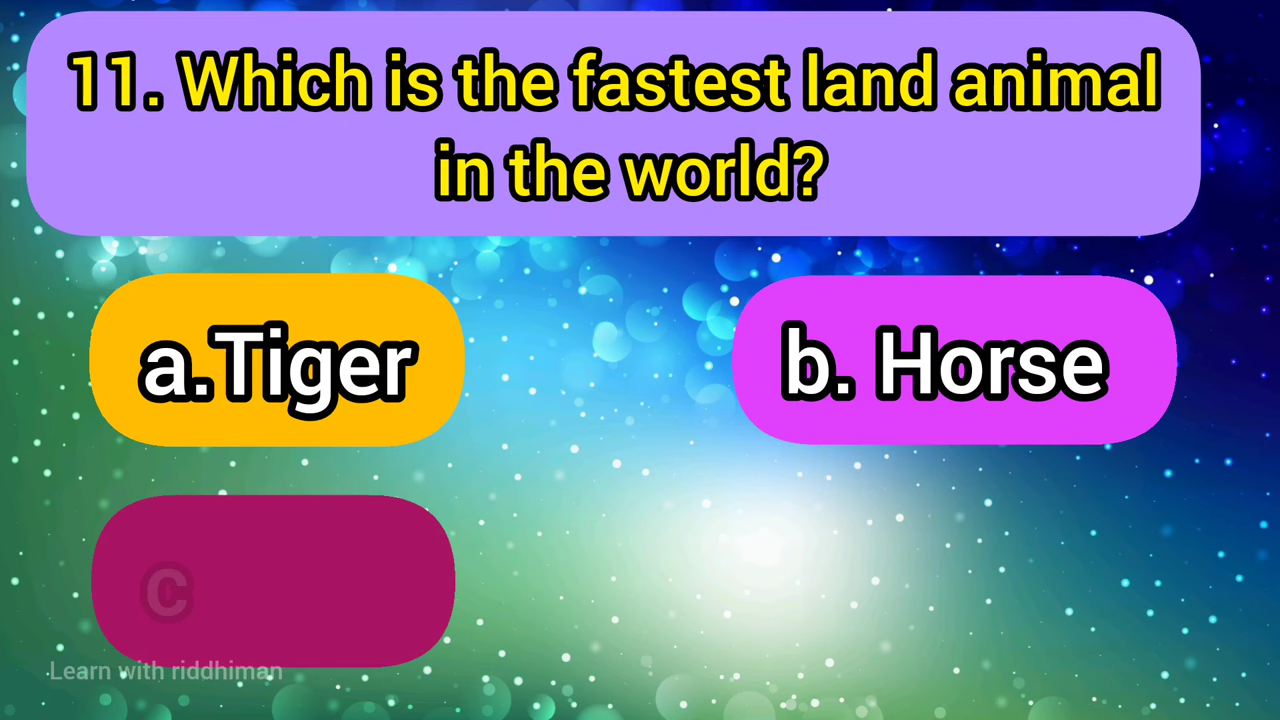 11. Which is the fastest land animal
in the world?
a.Tiger
b. Horse
C
Learn with riddhiman